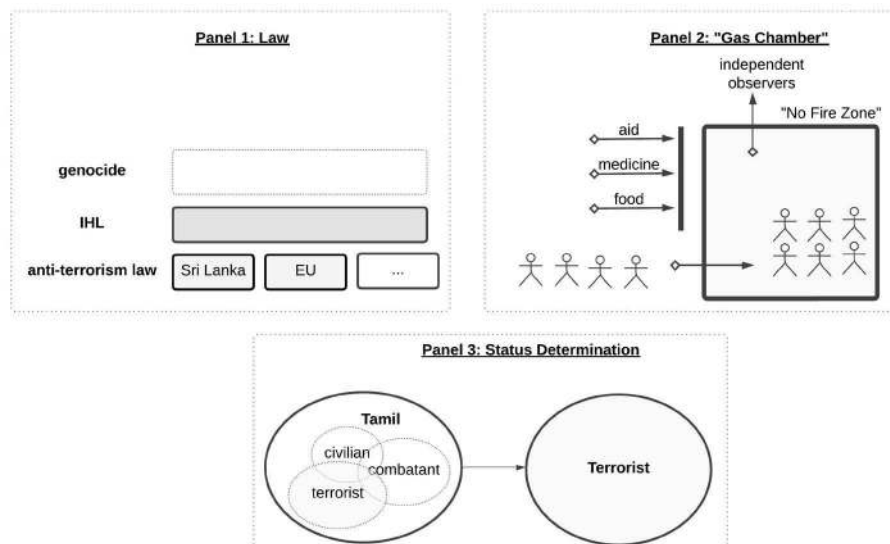 Panel 1: Law
genocide
IHL
anti-terrorism law
Sri Lanka
EU
...
Panel 2: "Gas Chamber"
independent
observers
"No Fire Zone"
aid
medicine
food
Panel 3: Status Determination
Tamil
civilian
combatant
terrorist
Terrorist